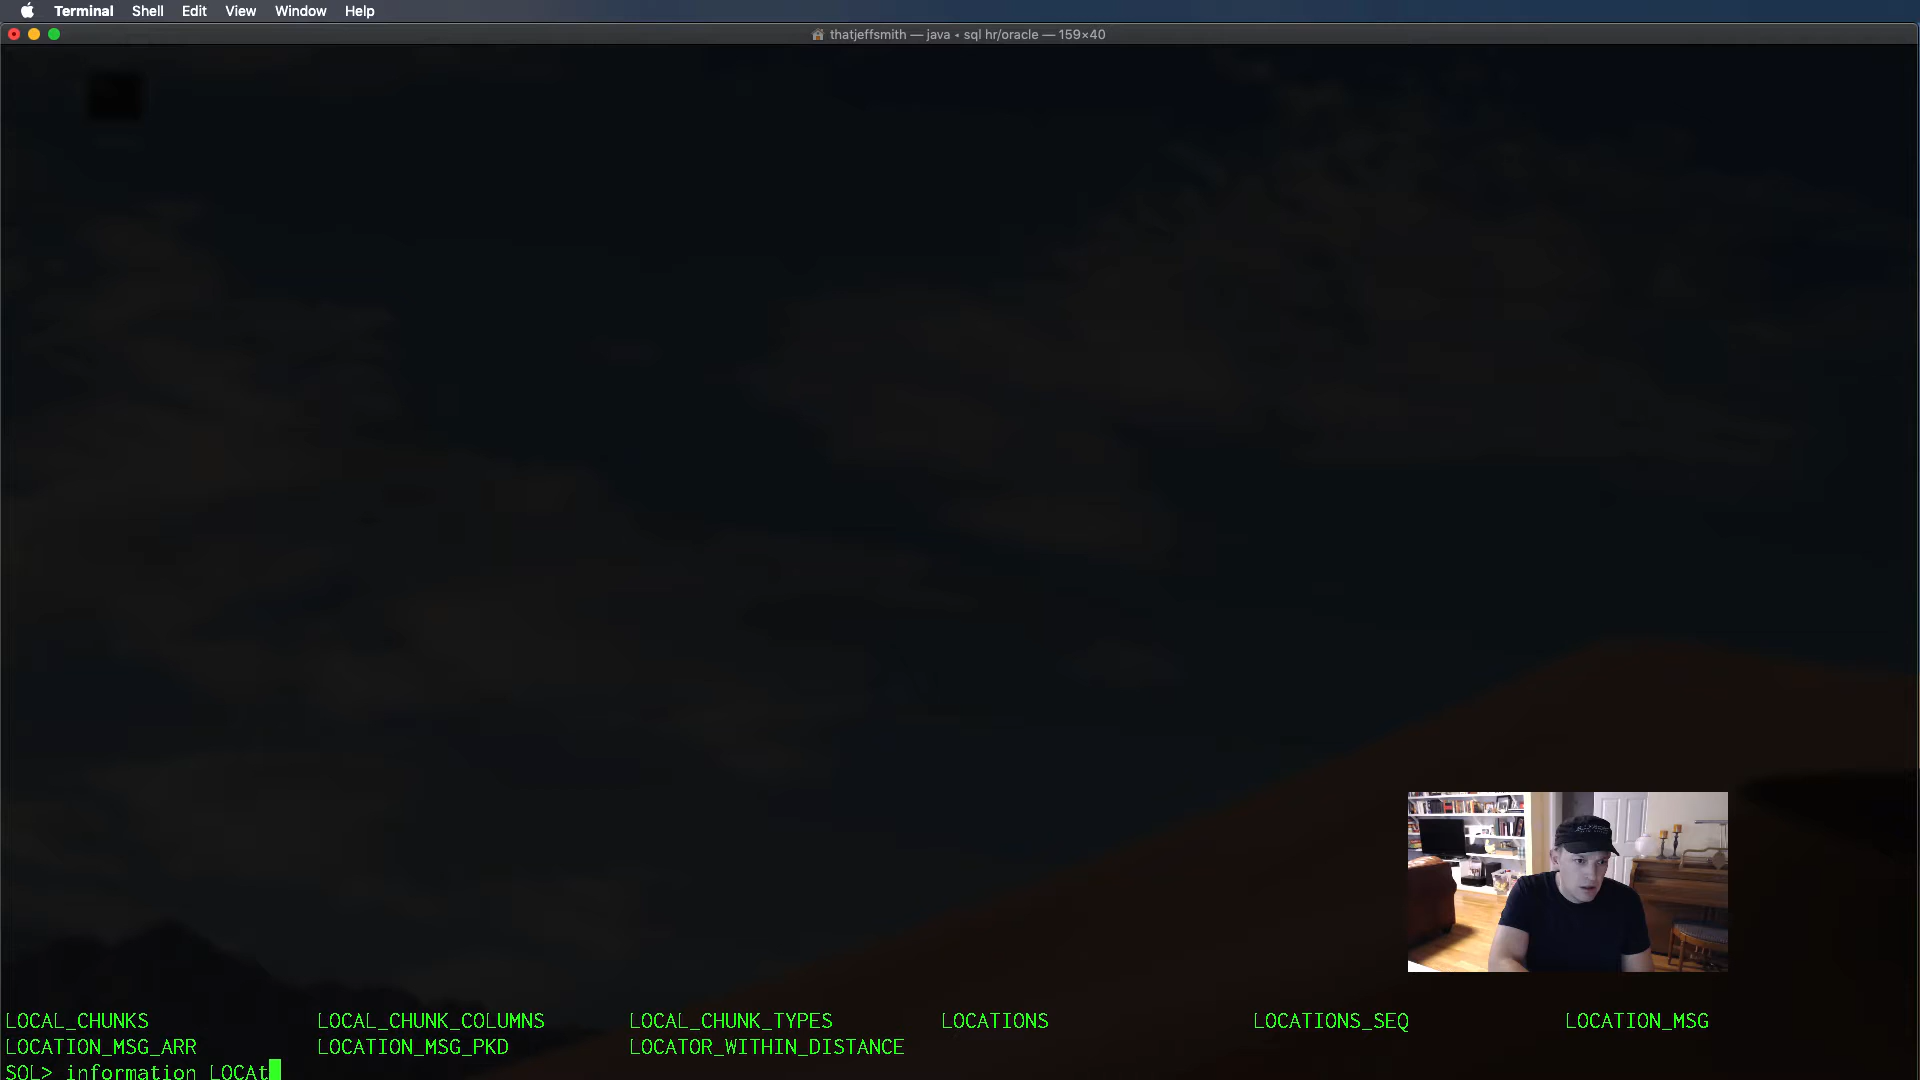 Terminal Shell Edit View Window Help
thatjeffsmith — java ◂ sql hr/oracle — 159×40
LOCAL_CHUNKS LOCAL_CHUNK_COLUMNS LOCAL_CHUNK_TYPES LOCATIONS LOCATIONS_SEQ LOCATION_MSG
LOCATION_MSG_ARR LOCATION_MSG_PKD LOCATOR_WITHIN_DISTANCE
SQL> information LOCAt